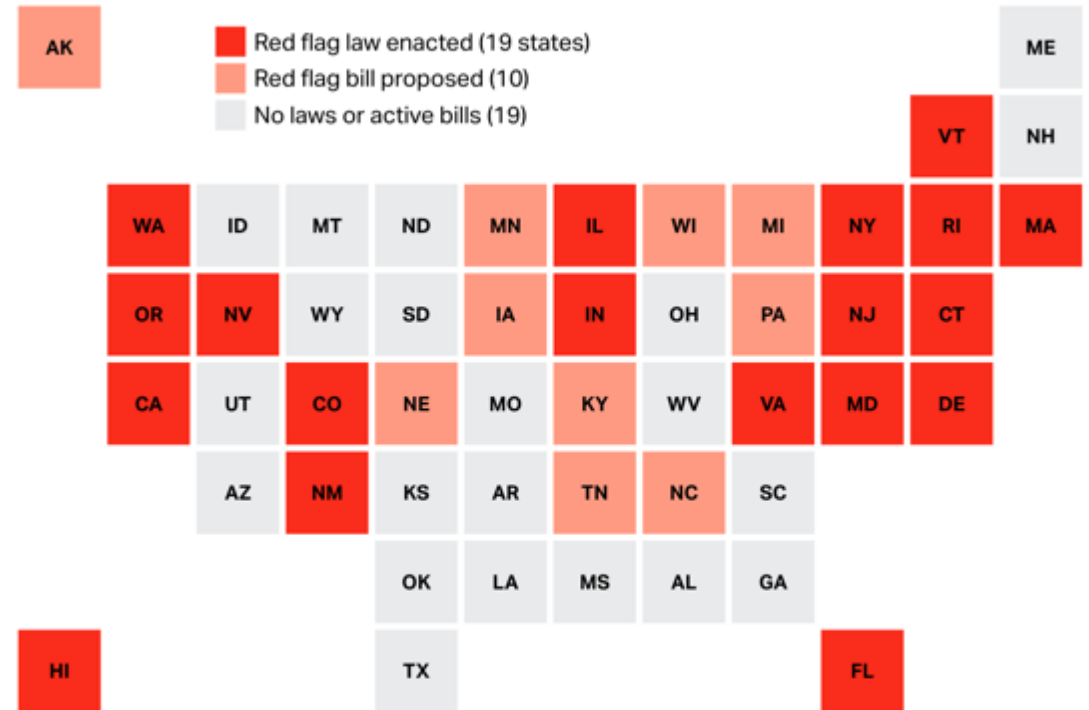 AK
Red flag law enacted (19 states)
Red flag bill proposed (10)
No laws or active bills (19)
ME
VT NH
WA ID MT ND MN IL WI MI NY RI MA
OR NV WY SD IA IN OH PA NJ CT
CA UT CO NE MO KY WV VA MD DE
AZ NM KS AR TN NC SC
OK LA MS AL GA
HI TX FL